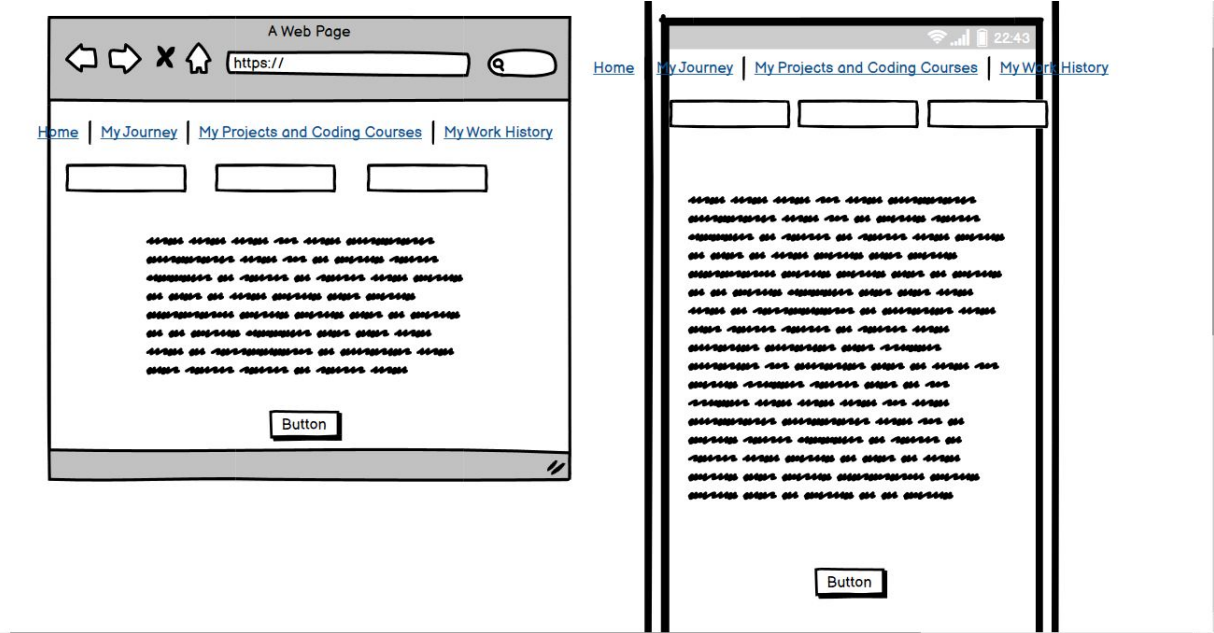 A Web Page
https://
Home | My Journey | My Projects and Coding Courses | My Work History
Button
22:43
Home | My Journey | My Projects and Coding Courses | My Work History
Button